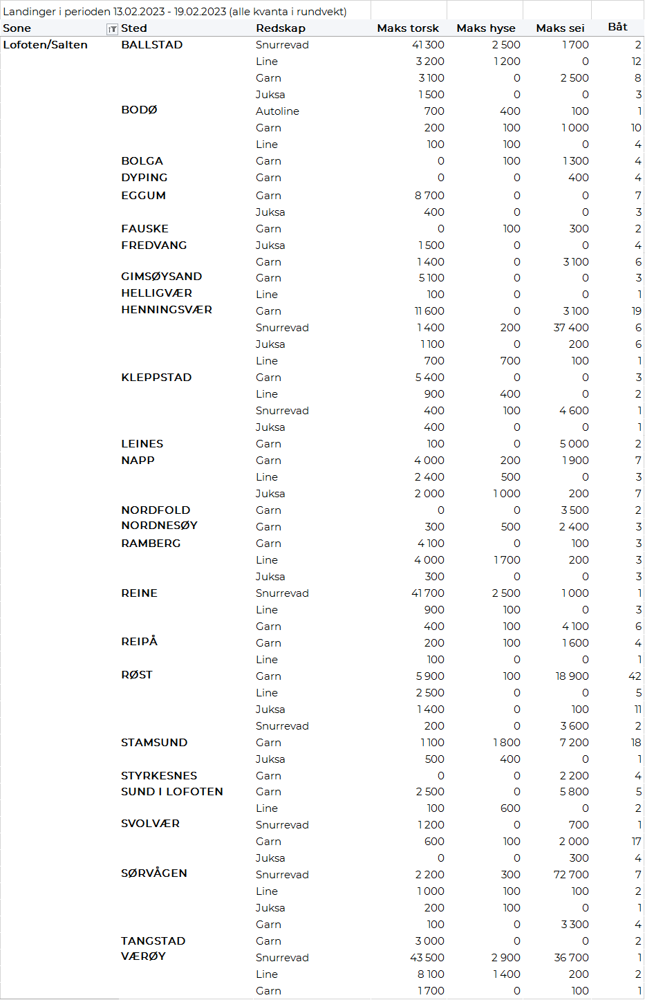 Landinger i perioden 13.02.2023 - 19.02.2023 (alle kvanta i rundvekt)
Sone Sted Redskap Maks torsk Maks hyse Maks sei Båt
Lofoten/Salten BALLSTAD Snurrevad 41 300 2 500 1 700 2
Line 3 200 1 200 0 12
Garn 3 100 0 2 500 8
Juksa 1 500 0 0 3
BODØ Autoline 700 400 100 1
Garn 200 100 1 000 10
Line 100 100 0 4
BOLGA Garn 0 100 1 300 4
DYPING Garn 0 0 400 4
EGGUM Garn 8 700 0 0 7
Juksa 400 0 0 3
FAUSKE Garn 0 100 300 2
FREDVANG Juksa 1 500 0 0 4
Garn 1 400 0 3 100 6
GIMSØYSAND Garn 5 100 0 0 3
HELLIGVÆR Line 100 0 0 1
HENNINGSVÆR Garn 11 600 0 3 100 19
Snurrevad 1 400 200 37 400 6
Juksa 1 100 0 200 6
Line 700 700 100 1
KLEPPSTAD Garn 5 400 0 0 3
Line 900 400 0 2
Snurrevad 400 100 4 600 1
Juksa 400 0 0 1
LEINES Garn 100 0 5 000 2
NAPP Garn 4 000 200 1 900 7
Line 2 400 500 0 3
Juksa 2 000 1 000 200 7
NORDFOLD Garn 0 0 3 500 2
NORDNESØY Garn 300 500 2 400 3
RAMBERG Garn 4 100 0 100 3
Line 4 000 1 700 200 3
Juksa 300 0 0 3
REINE Snurrevad 41 700 2 500 1 000 1
Line 900 100 0 3
Garn 400 100 4 100 6
REIPÅ Garn 200 100 1 600 4
Line 100 0 0 1
RØST Garn 5 900 100 18 900 42
Line 2 500 0 0 5
Juksa 1 400 0 100 11
Snurrevad 200 0 3 600 2
STAMSUND Garn 1 100 1 800 7 200 18
Juksa 500 400 0 1
STYRKESNES Garn 0 0 2 200 4
SUND I LOFOTEN Garn 2 500 0 5 800 5
Line 100 600 0 2
SVOLVÆR Snurrevad 1 200 0 700 1
Garn 600 100 2 000 17
Juksa 0 0 300 4
SØRVÅGEN Snurrevad 2 200 300 72 700 7
Line 1 000 100 100 2
Juksa 200 100 0 1
Garn 100 0 3 300 4
TANGSTAD Garn 3 000 0 0 2
VÆRØY Snurrevad 43 500 2 900 36 700 1
Line 8 100 1 400 200 2
Garn 1 700 0 100 1